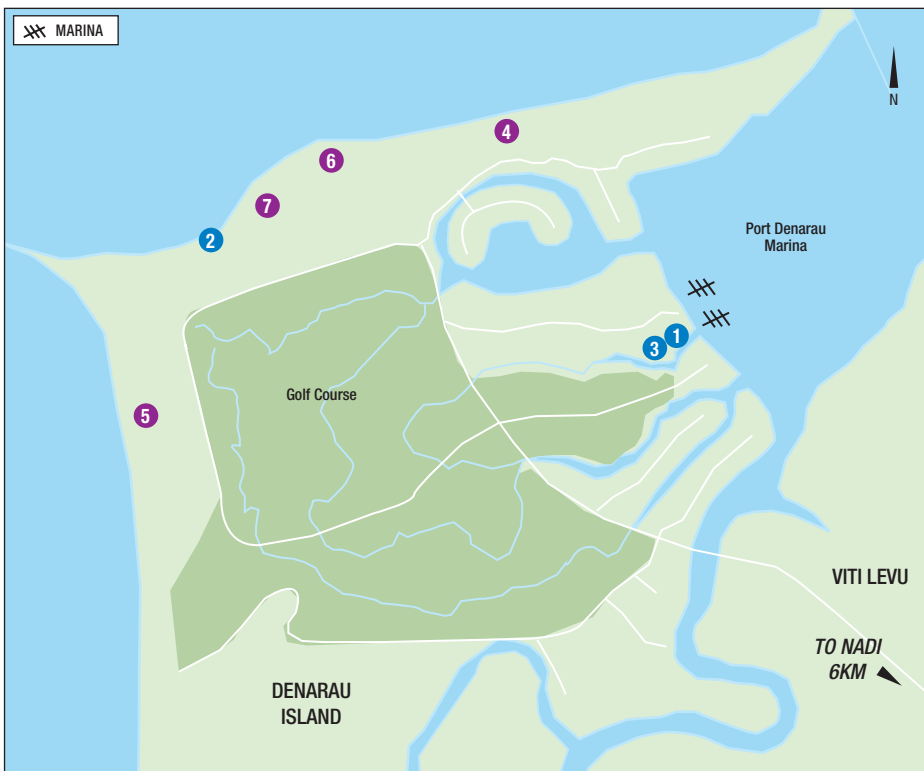 MARINA
N
4
6
7
2
Port Denarau
Marina
1
3
Golf Course
5
VITI LEVU
TO NADI
6KM
DENARAU
ISLAND